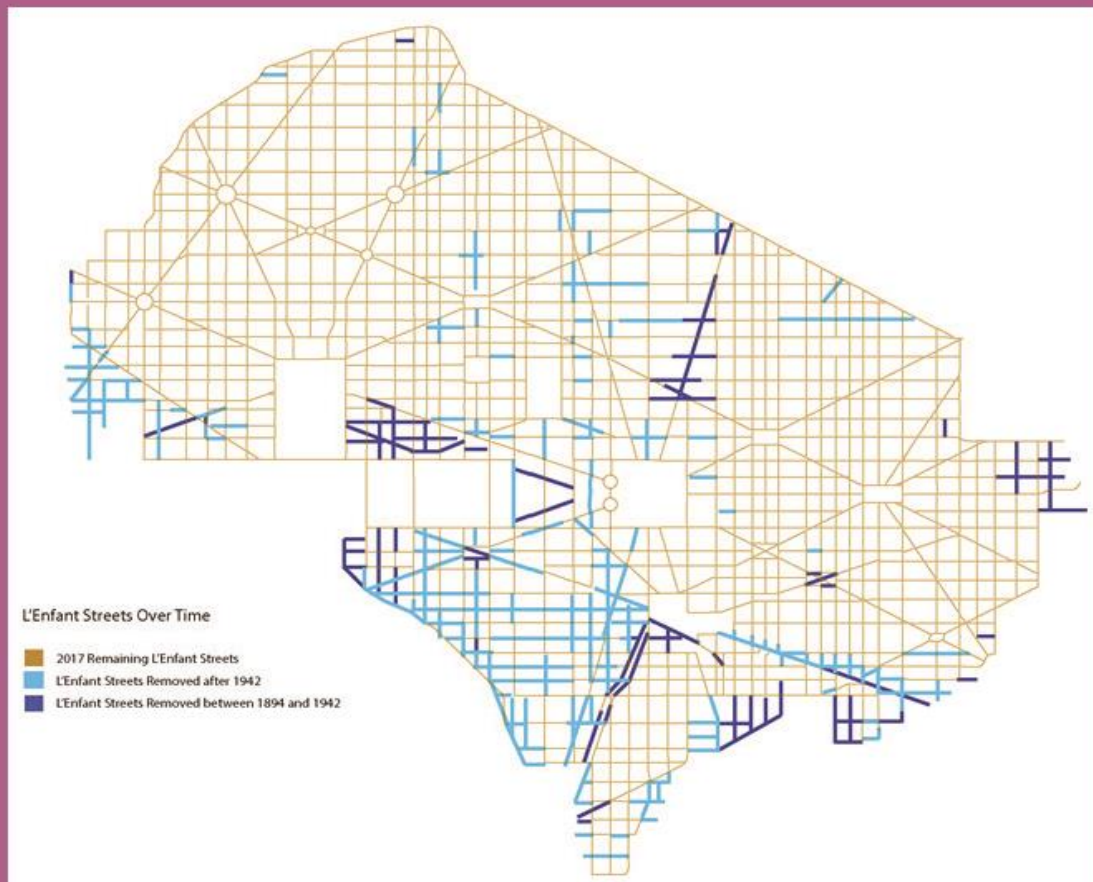 L'Enfant Streets Over Time
2017 Remaining L'Enfant Streets
L'Enfant Streets Removed after 1942
L'Enfant Streets Removed between 1894 and 1942